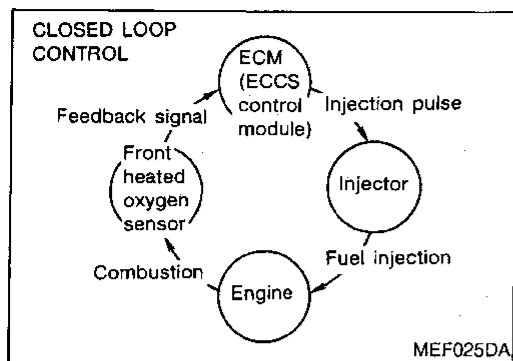 CLOSED LOOP
CONTROL
ECM (ECCS
control
module)
Feedback signal
Injection pulse
Front
heated
oxygen
sensor
Injector
Combustion
Fuel injection
Engine
MEF025DA